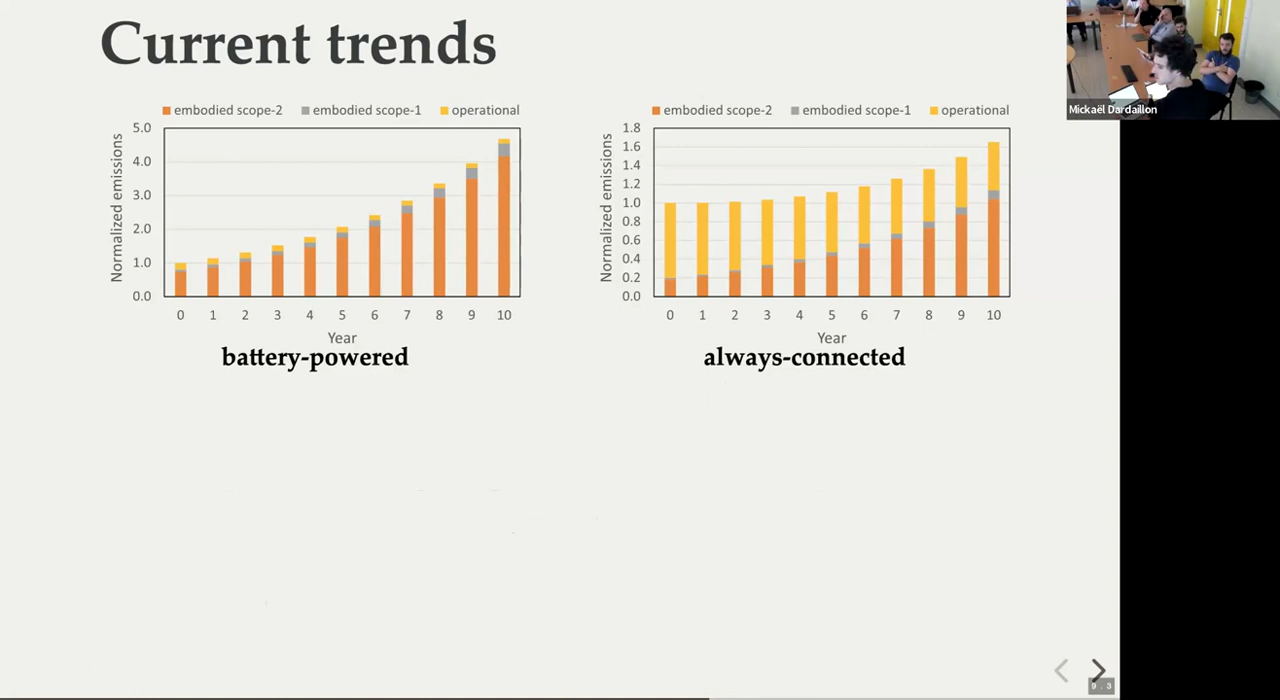 Current trends
embodied scope-2 embodied scope-1 operational
Normalized emissions
5.0
4.0
3.0
2.0
1.0
0.0
0 1 2 3 4 5 6 7 8 9 10
Year
battery-powered
embodied scope-2 embodied scope-1 operational
Normalized emissions
1.8
1.6
1.4
1.2
1.0
0.8
0.6
0.4
0.2
0.0
0 1 2 3 4 5 6 7 8 9 10
Year
always-connected
Mickaël Dardaillon
9.3